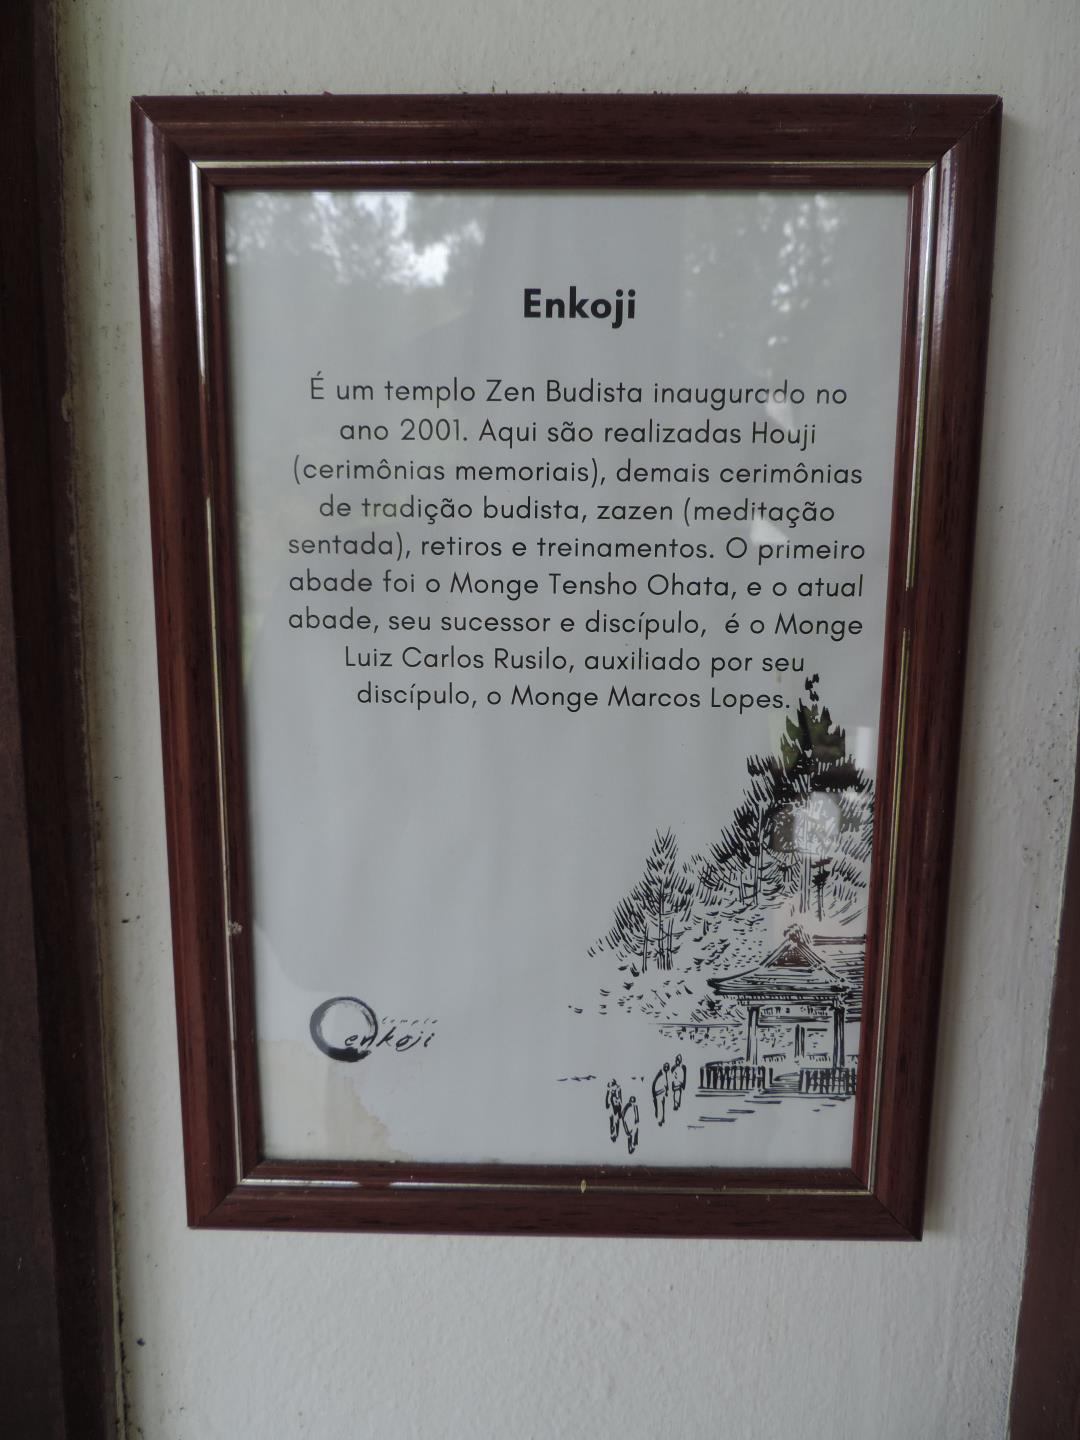 Enkoji
É um templo Zen Budista inaugurado no
ano 2001. Aqui são realizadas Houji
(cerimônias memoriais), demais cerimônias
de tradição budista, zazen (meditação
sentada), retiros e treinamentos. O primeiro
abade foi o Monge Tensho Ohata, e o atual
abade, seu sucessor e discípulo,  é o Monge
Luiz Carlos Rusilo, auxiliado por seu
discípulo, o Monge Marcos Lopes.
templo
enkoji